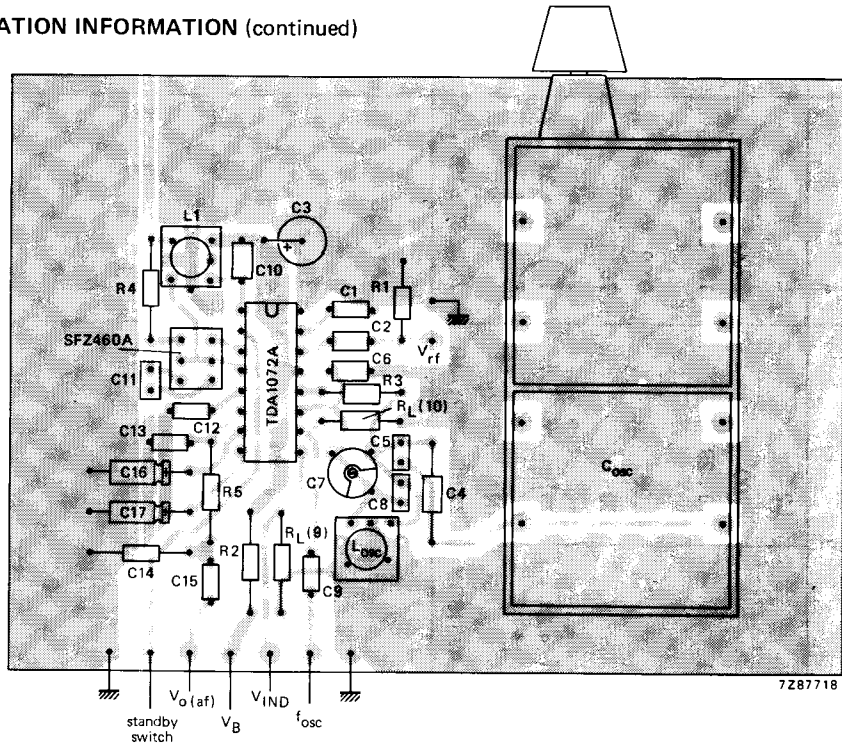 ATION INFORMATION (continued)
L1
C3
+
C10
R4
R1
C1
SFZ460A
C2
Vrf
C6
TDA1072A
C11
R3
RL(10)
C12
C13
C5
C16
C7
Cosc
R5
C4
C8
C17
RL(9)
Losc
R2
C14
C15
C9
7Z87718
Vo(af)
VIND
standby
switch
VB
fosc